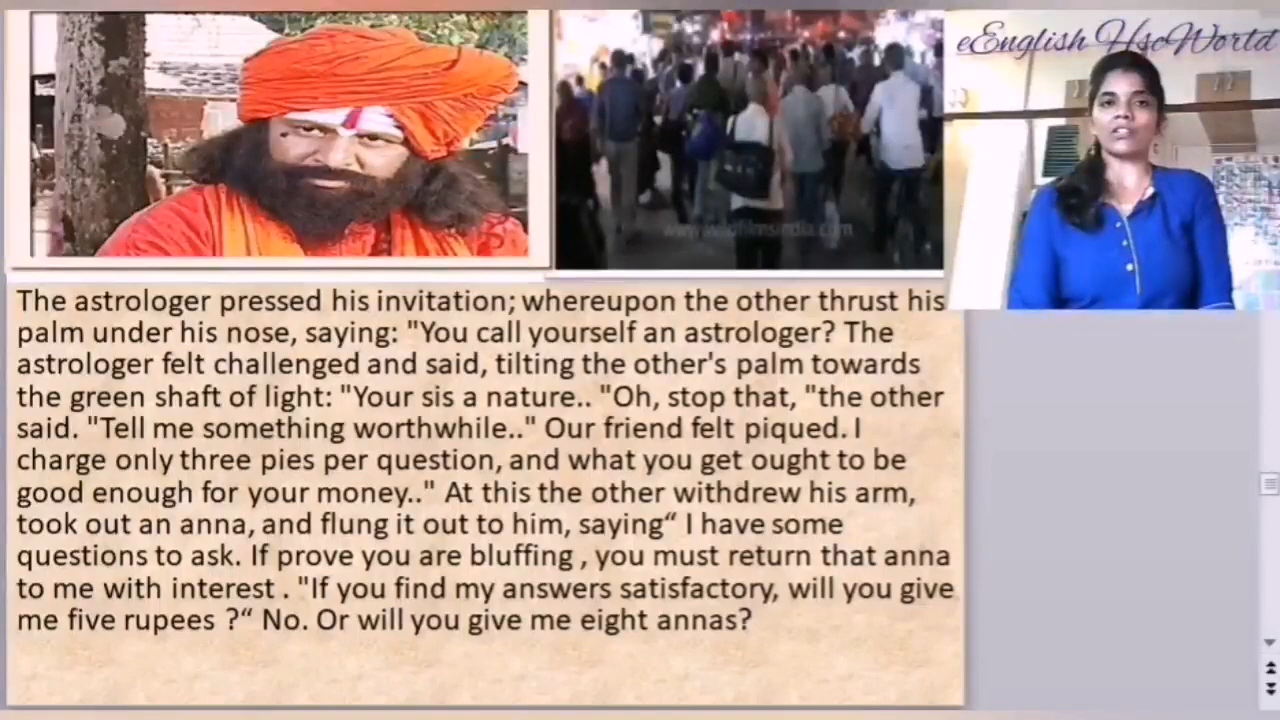 eEnglish HscWorld
The astrologer pressed his invitation; whereupon the other thrust his
palm under his nose, saying: "You call yourself an astrologer? The
astrologer felt challenged and said, tilting the other's palm towards
the green shaft of light: "Your sis a nature.. "Oh, stop that, "the other
said. "Tell me something worthwhile.." Our friend felt piqued. I
charge only three pies per question, and what you get ought to be
good enough for your money.." At this the other withdrew his arm,
took out an anna, and flung it out to him, saying“ I have some
questions to ask. If prove you are bluffing , you must return that anna
to me with interest . "If you find my answers satisfactory, will you give
me five rupees ?“ No. Or will you give me eight annas?